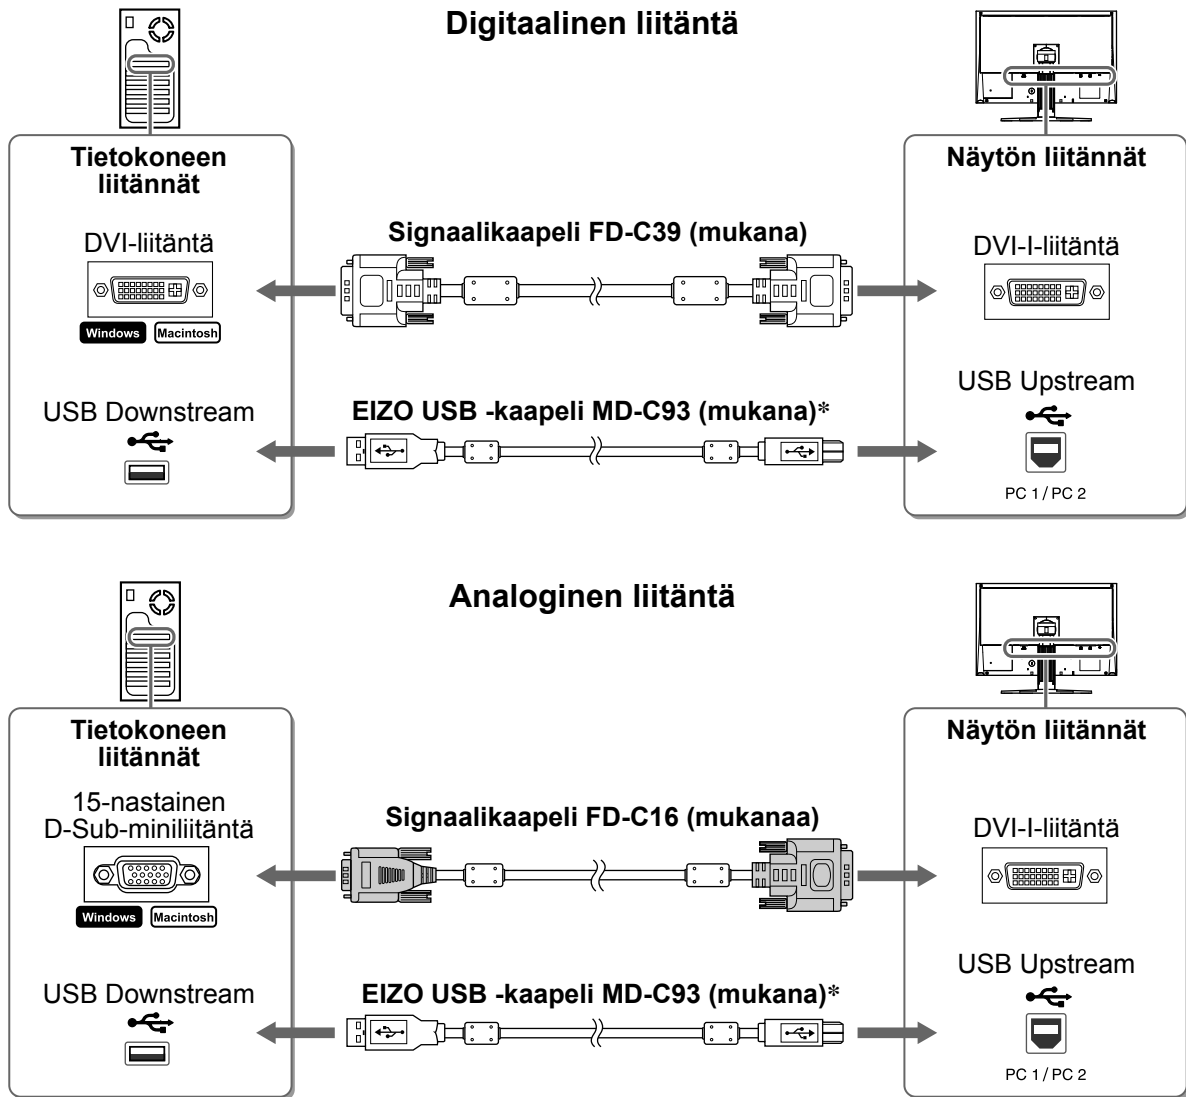 Digitaalinen liitäntä
Tietokoneen
liitännät
Näytön liitännät
DVI-liitäntä
Signaalikaapeli FD-C39 (mukana)
DVI-I-liitäntä
Windows Macintosh
USB Downstream
EIZO USB -kaapeli MD-C93 (mukana)*
USB Upstream
PC 1 / PC 2
Analoginen liitäntä
Tietokoneen
liitännät
Näytön liitännät
15-nastainen
D-Sub-miniliitäntä
Signaalikaapeli FD-C16 (mukanaa)
DVI-I-liitäntä
Windows Macintosh
USB Downstream
EIZO USB -kaapeli MD-C93 (mukana)*
USB Upstream
PC 1 / PC 2